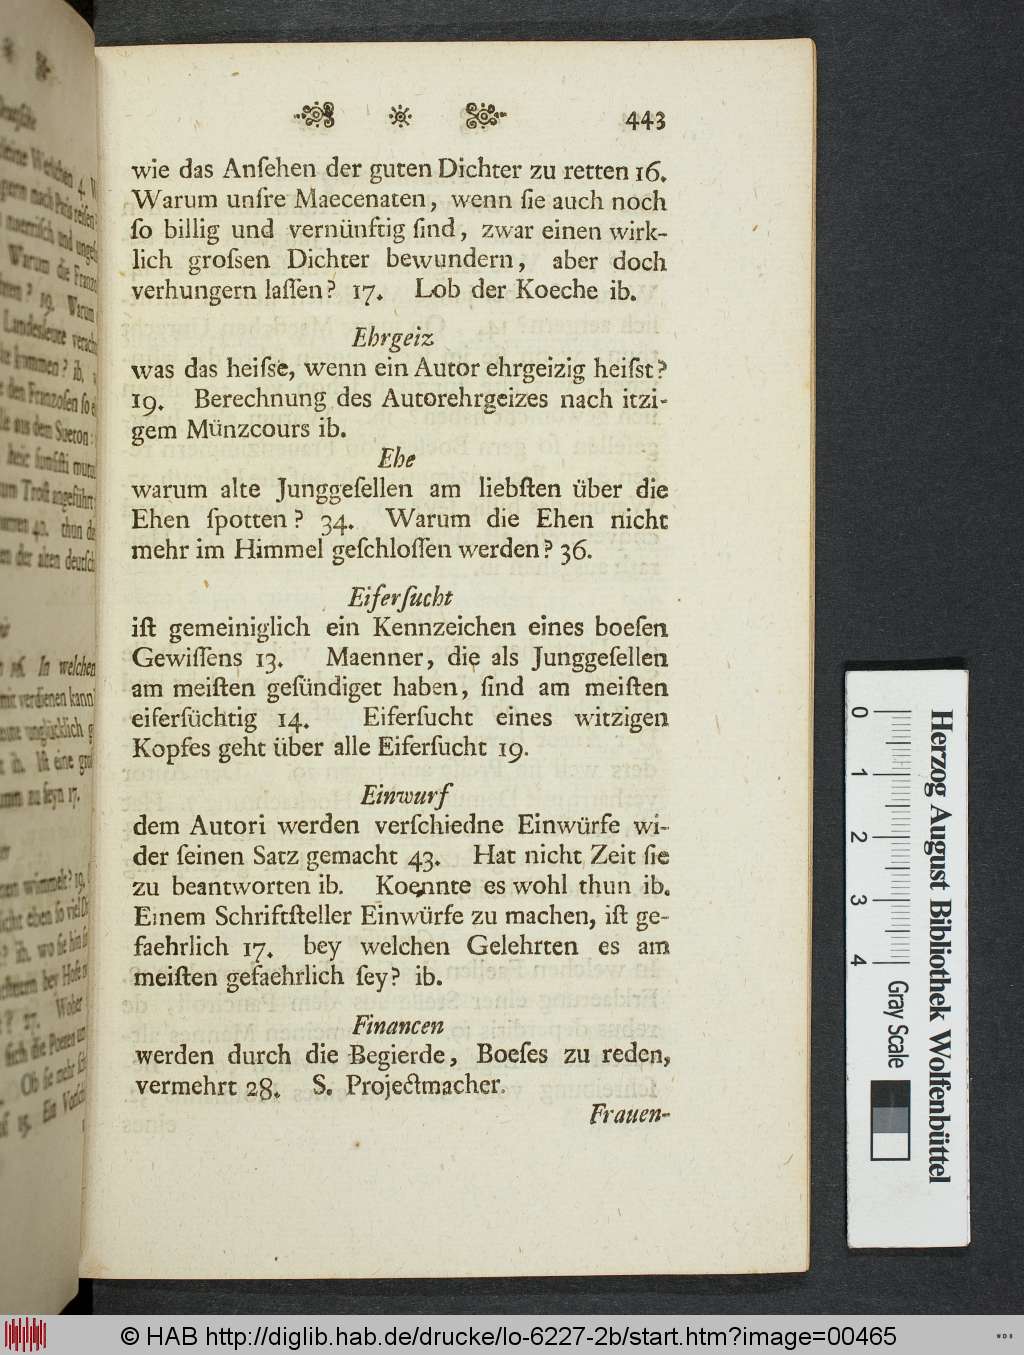 443
wie das Anſehen der guten Dichter zu retten 16.
Warum unſre Maecenaten, wenn ſie auch noch
ſo billig und vernünftig ſind, zwar einen wirk-
lich groſsen Dichter bewundern, aber doch
verhungern laſſen? 17. Lob der Koeche ib.
Ehrgeiz
was das heiſse, wenn ein Autor ehrgeizig heiſst?
19. Berechnung des Autorehrgeizes nach itzi-
gem Münzcours ib.
Ehe
warum alte Junggeſellen am liebſten über die
Ehen ſpotten? 34. Warum die Ehen nicht
mehr im Himmel geſchloſſen werden? 36.
Eiferſucht
iſt gemeiniglich ein Kennzeichen eines boeſen
Gewiſſens 13. Maenner, die als Junggeſellen
am meiſten geſündiget haben, ſind am meiſten
eiferſüchtig 14. Eiferſucht eines witzigen
Kopfes geht über alle Eiferſucht 19.
Einwurf
dem Autori werden verſchiedne Einwürfe wi-
der ſeinen Satz gemacht 43. Hat nicht Zeit ſie
zu beantworten ib. Koennte es wohl thun ib.
Einem Schriftſteller Einwürfe zu machen, iſt ge-
faehrlich 17. bey welchen Gelehrten es am
meiſten gefaehrlich ſey? ib.
Financen
werden durch die Begierde, Boeſes zu reden,
vermehrt 28. S. Projectmacher.
Frauen-
0 1 2 3 4
Gray Scale
Herzog August Bibliothek Wolfenbüttel
© HAB http://diglib.hab.de/drucke/lo-6227-2b/start.htm?image=00465